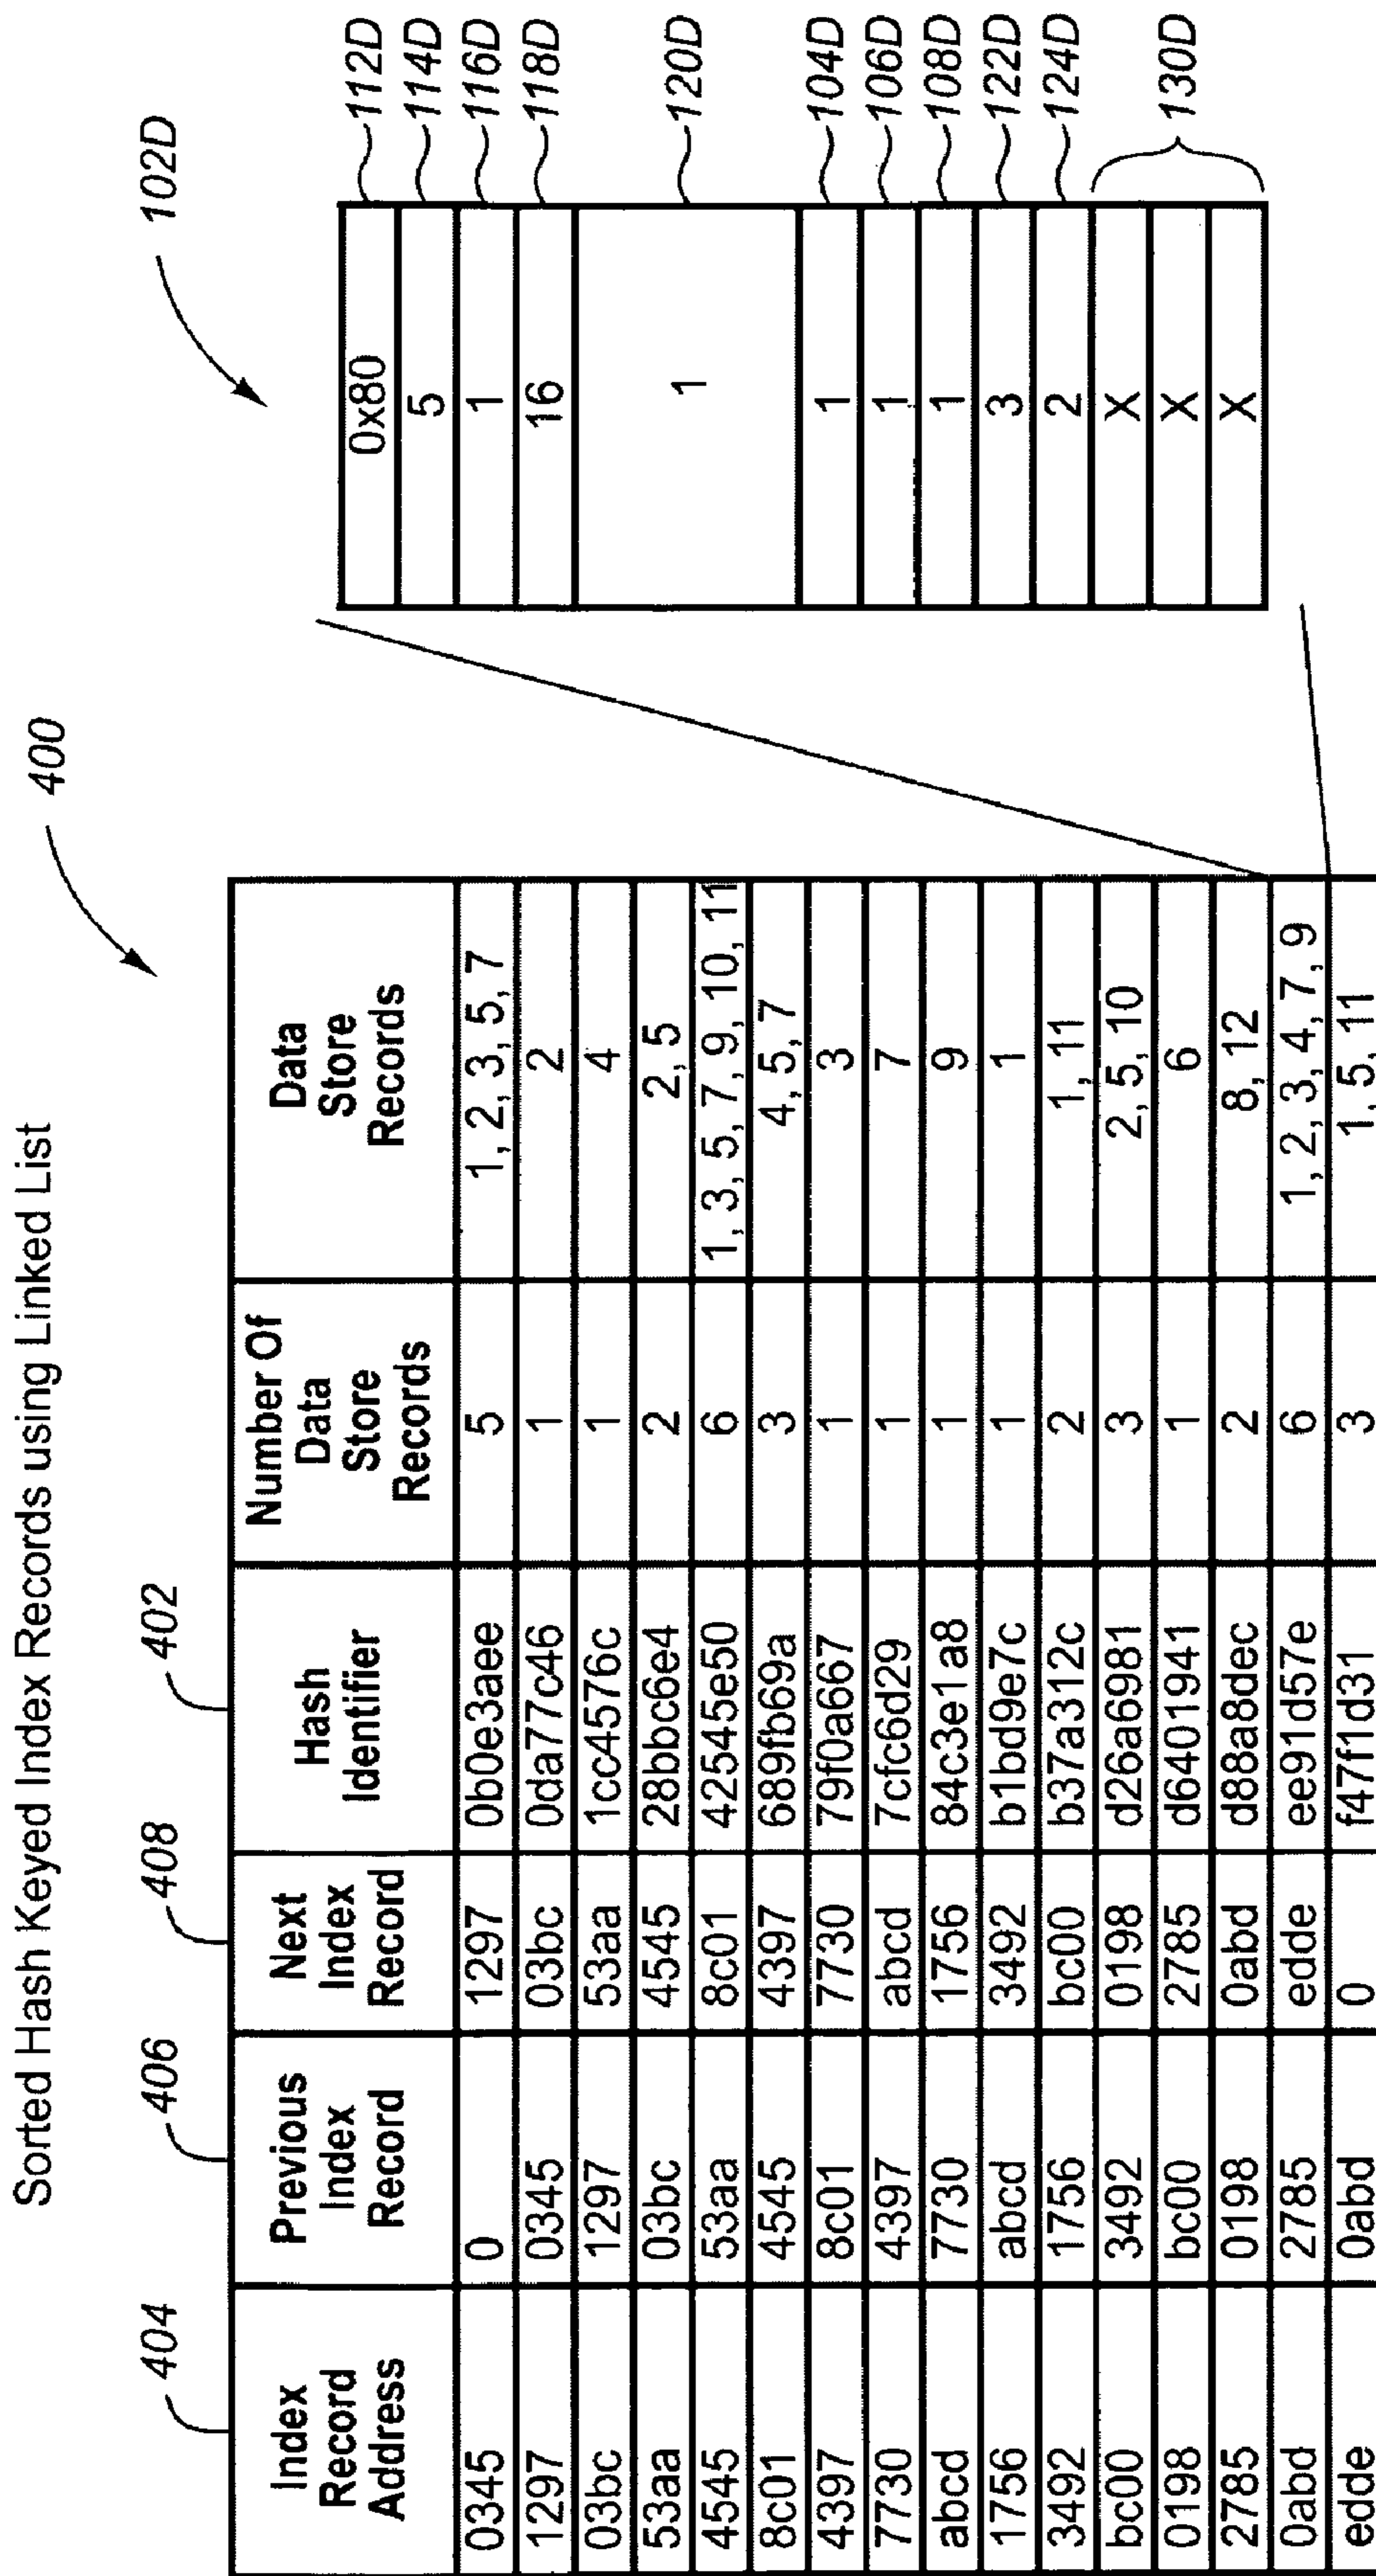 Sorted Hash Keyed Index Records using Linked List
400
404
406
408
402
Index Record Address
Previous Index Record
Next Index Record
Hash Identifier
Number Of Data Store Records
Data Store Records
0345 0 1297 0b0e3aee 5 1, 2, 3, 5, 7
1297 0345 03bc 0da77c46 1 2
03bc 1297 53aa 1cc4576c 1 4
53aa 03bc 4545 28bbc6e4 2 2, 5
4545 53aa 8c01 42545e50 6 1, 3, 5, 7, 9, 10, 11
8c01 4545 4397 689fb69a 3 4, 5, 7
4397 8c01 7730 79f0a667 1 3
7730 4397 abcd 7cfc6d29 1 7
abcd 7730 1756 84c3e1a8 1 9
1756 abcd 3492 b1bd9e7c 1 1
3492 1756 bc00 b37a312c 2 1, 11
bc00 3492 0198 d26a6981 3 2, 5, 10
0198 bc00 2785 d6401941 1 6
2785 0198 0abd d88a8dec 2 8, 12
0abd 2785 edde ee91d57e 6 1, 2, 3, 4, 7, 9
edde 0abd 0 f47f1d31 3 1, 5, 11
102D
0x80 112D
5 114D
1 116D
16 118D
1 120D
1 104D
1 106D
1 108D
3 122D
2 124D
X
X 130D
X